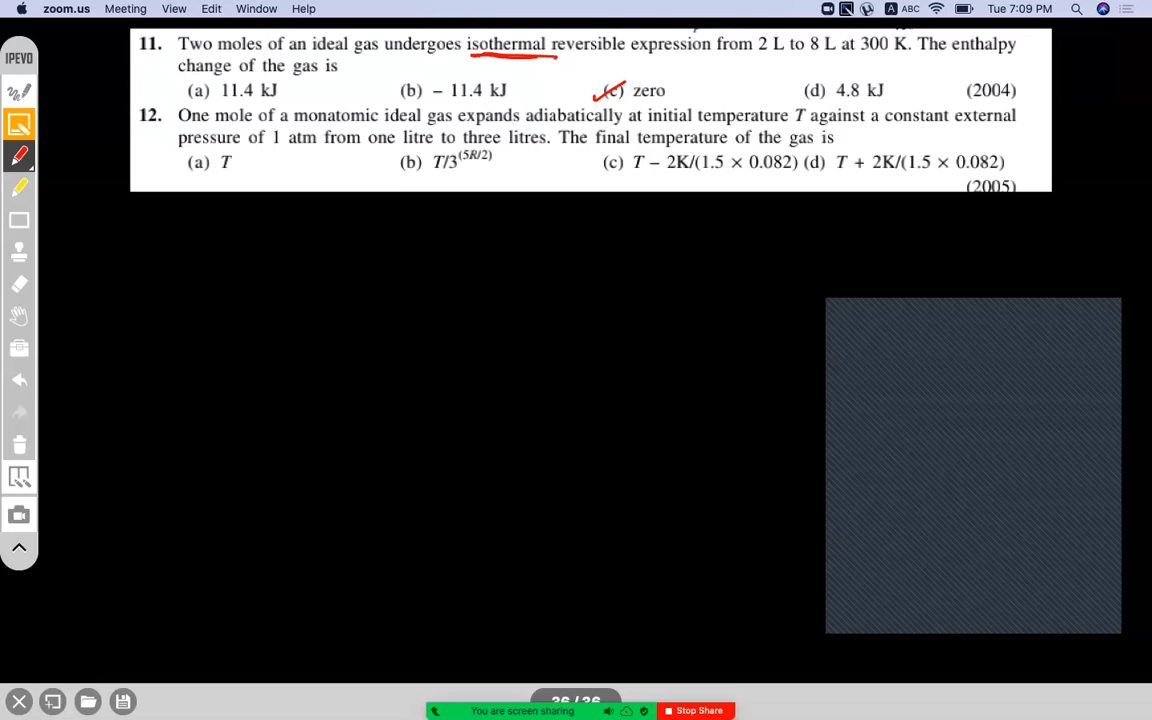 zoom.us Meeting View Edit Window Help A ABC Tue 7:09 PM
IPEVO
11. Two moles of an ideal gas undergoes isothermal reversible expression from 2 L to 8 L at 300 K. The enthalpy
change of the gas is
(a) 11.4 kJ (b) – 11.4 kJ (c) zero (d) 4.8 kJ (2004)
12. One mole of a monatomic ideal gas expands adiabatically at initial temperature T against a constant external
pressure of 1 atm from one litre to three litres. The final temperature of the gas is
(a) T (b) T/3^(5R/2) (c) T – 2K/(1.5 × 0.082) (d) T + 2K/(1.5 × 0.082)
(2005)
36 / 36
You are screen sharing Stop Share